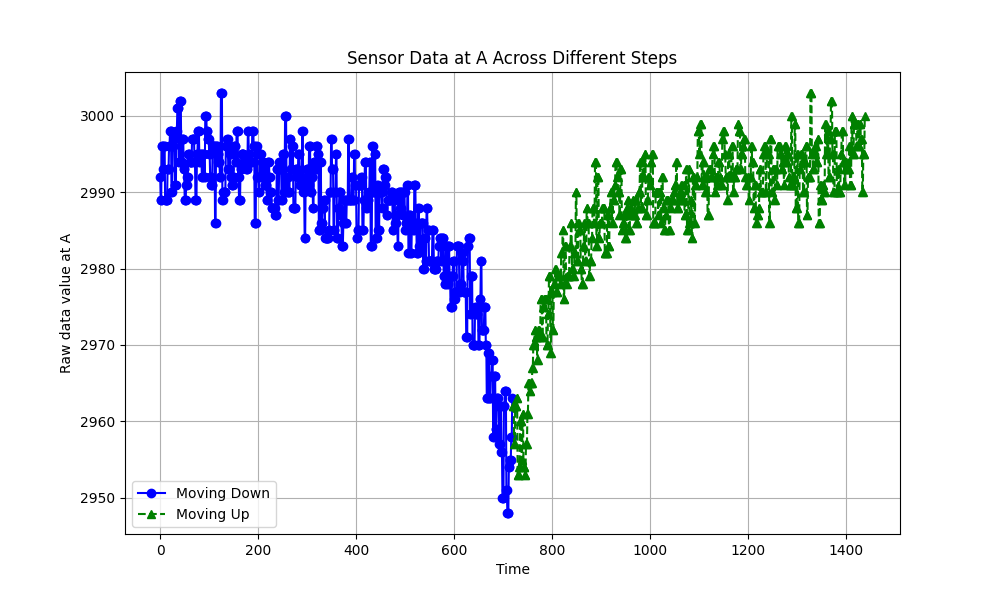 Sensor Data at A Across Different Steps
3000
2990
2980
2970
2960
2950
Raw data value at A
Moving Down
Moving Up
0 200 400 600 800 1000 1200 1400
Time